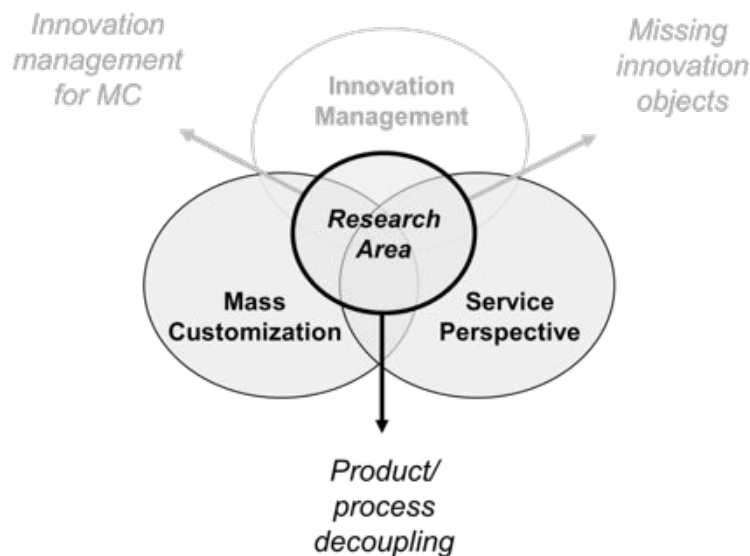 Innovation
management
for MC
Missing
innovation
objects
Innovation
Management
Research
Area
Mass
Customization
Service
Perspective
Product/
process
decoupling